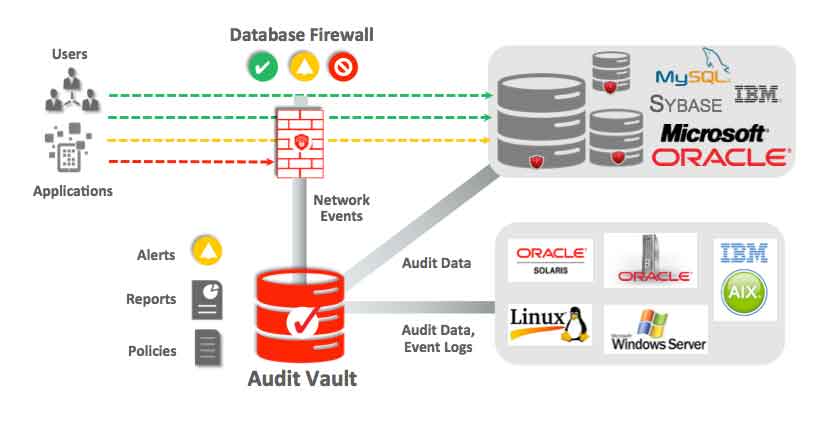 Database Firewall
Users
Applications
MySQL®
SYBASE
IBM
Microsoft
ORACLE®
Network
Events
Alerts
Reports
Policies
Audit Vault
Audit Data
Audit Data,
Event Logs
ORACLE®
SOLARIS
ORACLE®
IBM
AIX
Linux
Windows Server